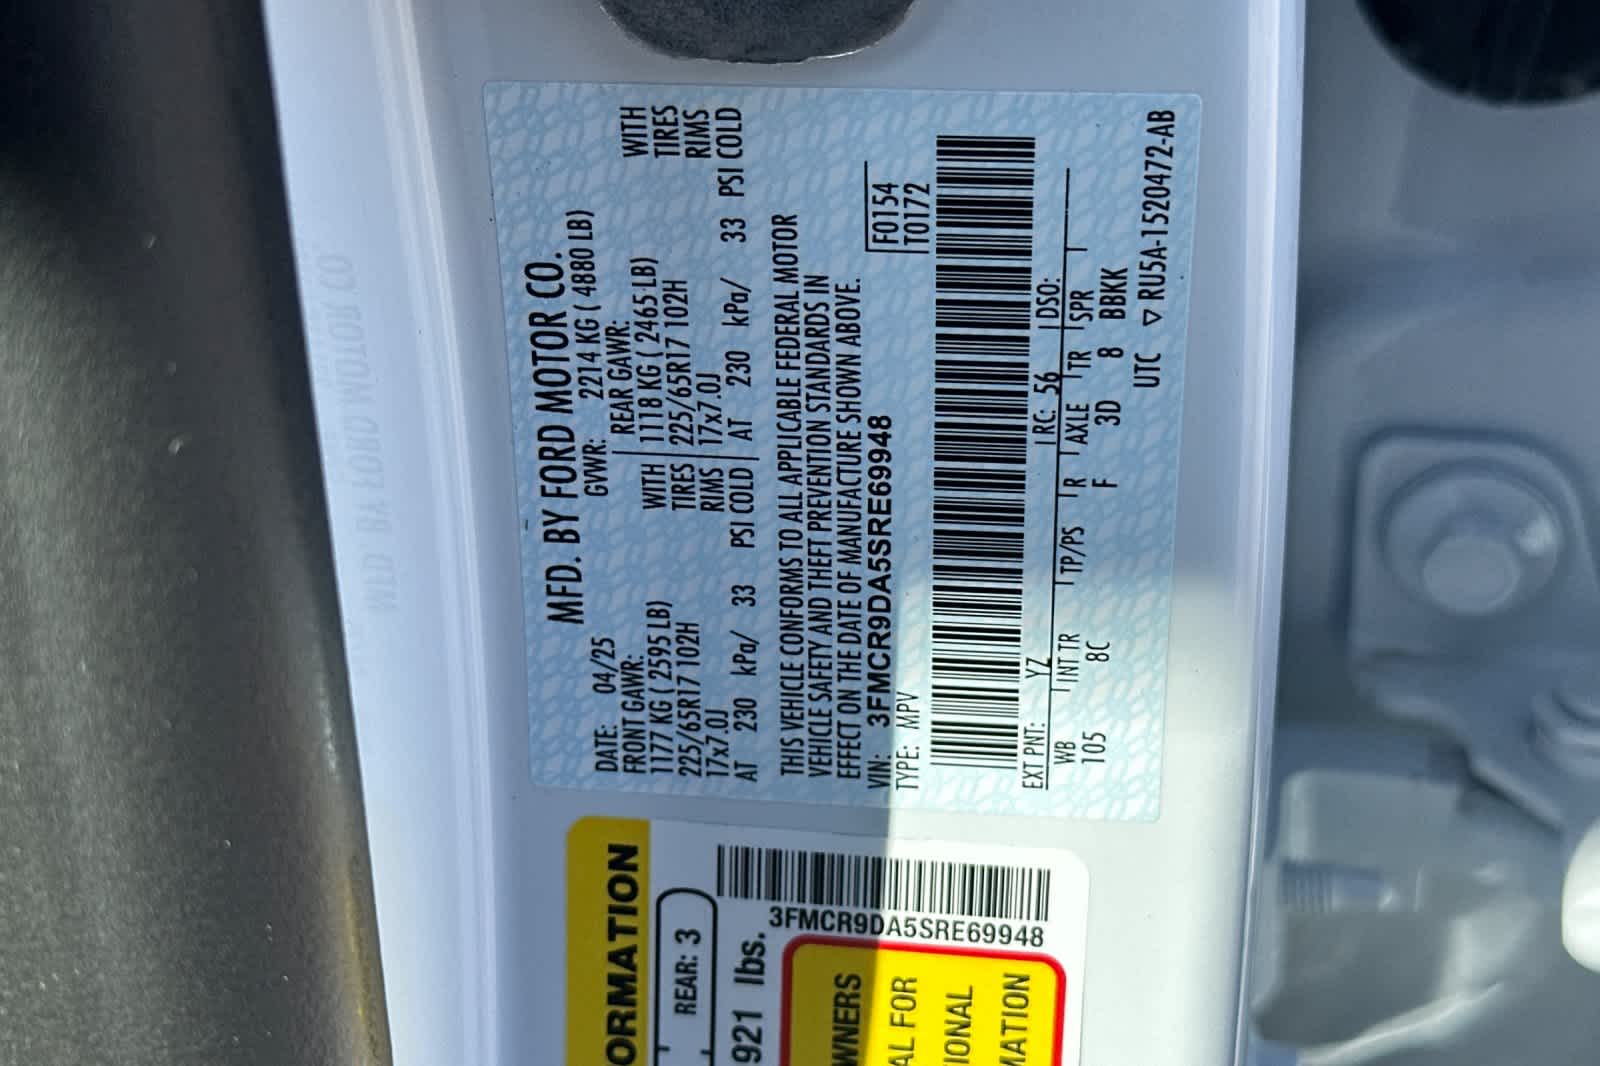 MFD. BY FORD MOTOR CO.
DATE: 04/25 GVWR: 2214 KG ( 4880 LB)
FRONT GAWR: REAR GAWR:
1177 KG ( 2595 LB) WITH 1118 KG ( 2465 LB) WITH
225/65R17 102H TIRES 225/65R17 102H TIRES
17x7.0J RIMS 17x7.0J RIMS
AT 230 kPa/ 33 PSI COLD AT 230 kPa/ 33 PSI COLD
THIS VEHICLE CONFORMS TO ALL APPLICABLE FEDERAL MOTOR
VEHICLE SAFETY AND THEFT PREVENTION STANDARDS IN
EFFECT ON THE DATE OF MANUFACTURE SHOWN ABOVE.
VIN: 3FMCR9DA5SRE69948 F0154
TYPE: MPV T0172
EXT PNT: YZ RC: 56 DSO:
WB INT TR TP/PS R AXLE TR SPR
105 8C F 3D 8 BBKK
UTC ▽ RU5A-1520472-AB
ORMATION
REAR: 3
921 lbs.
3FMCR9DA5SRE69948
WNERS
AL FOR
IONAL
MATION